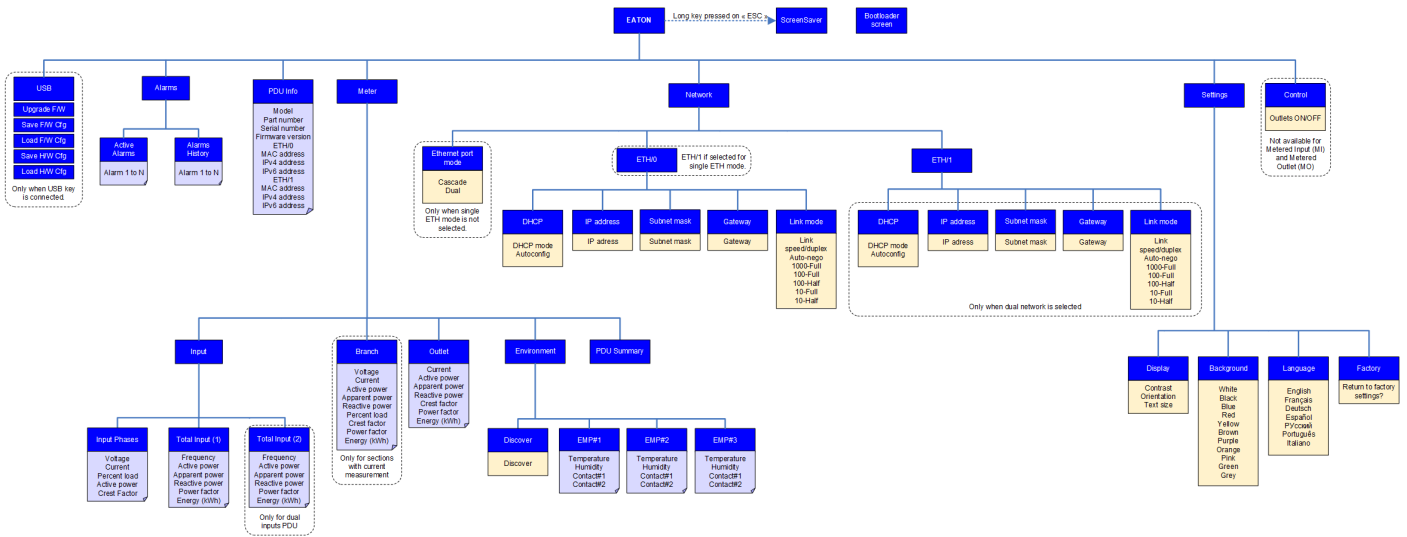 EATON
Long key pressed on « ESC »
ScreenSaver
Bootloader
screen
USB
Upgrade F/W
Save F/W Cfg
Load F/W Cfg
Save H/W Cfg
Load H/W Cfg
Only when USB key
is connected.
Alarms
Active
Alarms
Alarm 1 to N
Alarms
History
Alarm 1 to N
PDU Info
Model
Part number
Serial number
Firmware version
ETH/0
MAC address
IPv4 address
IPv6 address
ETH/1
MAC address
IPv4 address
IPv6 address
Meter
Network
Ethernet port
mode
Cascade
Dual
Only when single
ETH mode is not
selected.
ETH/0
ETH/1 if selected for
single ETH mode.
DHCP
DHCP mode
Autoconfig
IP address
IP adress
Subnet mask
Subnet mask
Gateway
Gateway
Link mode
Link
speed/duplex
Auto-nego
1000-Full
100-Full
100-Half
10-Full
10-Half
ETH/1
DHCP
DHCP mode
Autoconfig
IP address
IP adress
Subnet mask
Subnet mask
Gateway
Gateway
Link mode
Link
speed/duplex
Auto-nego
1000-Full
100-Full
100-Half
10-Full
10-Half
Only when dual network is selected
Settings
Control
Outlets ON/OFF
Not available for
Metered Input (MI)
and Metered
Outlet (MO)
Input
Input Phases
Voltage
Current
Percent load
Active power
Crest Factor
Total Input (1)
Frequency
Active power
Apparent power
Reactive power
Power factor
Energy (kWh)
Total Input (2)
Frequency
Active power
Apparent power
Reactive power
Power factor
Energy (kWh)
Only for dual
inputs PDU
Branch
Voltage
Current
Active power
Apparent power
Reactive power
Percent load
Crest factor
Power factor
Energy (kWh)
Only for sections
with current
measurement
Outlet
Current
Active power
Apparent power
Reactive power
Crest factor
Power factor
Energy (kWh)
Environment
Discover
Discover
EMP#1
Temperature
Humidity
Contact#1
Contact#2
EMP#2
Temperature
Humidity
Contact#1
Contact#2
EMP#3
Temperature
Humidity
Contact#1
Contact#2
PDU Summary
Display
Contrast
Orientation
Text size
Background
White
Black
Blue
Red
Yellow
Brown
Purple
Orange
Pink
Green
Grey
Language
English
Français
Deutsch
Español
РУсский
Português
Italiano
Factory
Return to factory
settings?